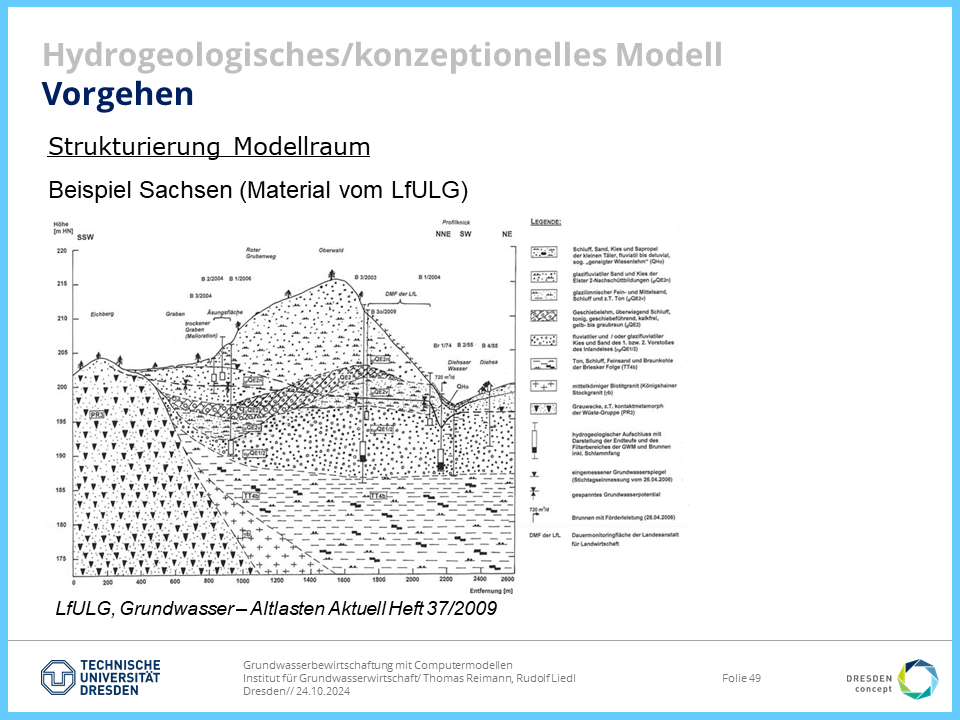 Hydrogeologisches/konzeptionelles Modell
Vorgehen
Strukturierung Modellraum
Beispiel Sachsen (Material vom LfULG)
Höhe
[m HN]
SSW
Profilknick
NNE SW
NE
220
215
210
205
200
195
190
185
180
175
Roter
Grubenweg
Oberwald
B 2/2004
B 1/2006
B 3/2003
B 1/2004
B 3/2004
DMF der LfL
Eichberg
Graben
Äsungsfläche
B 3o/2009
trockener
Graben
(Melioration)
Br 1/74
B 2/55
B 4/55
Diehsaer
Wasser
Diehsa
720 m³/d
QHo
PR3
TT4b
TT4b
0
200
400
600
800
1000
1200
1400
1600
1800
2000
2200
2400
2600
Entfernung [m]
LEGENDE:
Schluff, Sand, Kies und Sapropel
der kleinen Täler, fluviatil bis deluvial,
sog. „geneigter Wiesenlehm“ (QHo)
glazifluviatiler Sand und Kies der
Elster 2-Nachschüttbildungen (gfQE2n)
glazilimnischer Fein- und Mittelsand,
Schluff und z.T. Ton (glQE2v)
Geschiebelehm, überwiegend Schluff,
tonig, geschiebeführend, kalkfrei,
gelb- bis graubraun (gQE2)
fluviatiler und / oder glazifluviatiler
Kies und Sand des 1. bzw. 2. Vorstoßes
des Inlandeises (QE1/2)
Ton, Schluff, Feinsand und Braunkohle
der Briesker Folge (TT4b)
mittelkörniger Biotitgranit (Königshainer
Stockgranit (γb)
Grauwacke, z.T. kontaktmetamorph
der Wüste-Gruppe (PR3)
hydrogeologischer Aufschluss mit
Darstellung der Endteufe und des
Filterbereiches der GWM und Brunnen
inkl. Schlammfang
eingemessener Grundwasserspiegel
(Stichtagseinmessung vom 26.04.2006)
gespanntes Grundwasserpotential
720 m³/d
Brunnen mit Förderleistung (26.04.2006)
DMF der LfL
Dauermonitoringfläche der Landesanstalt
für Landwirtschaft
LfULG, Grundwasser – Altlasten Aktuell Heft 37/2009
TECHNISCHE
UNIVERSITÄT
DRESDEN
Grundwasserbewirtschaftung mit Computermodellen
Institut für Grundwasserwirtschaft/ Thomas Reimann, Rudolf Liedl
Dresden// 24.10.2024
Folie 49
DRESDEN
concept